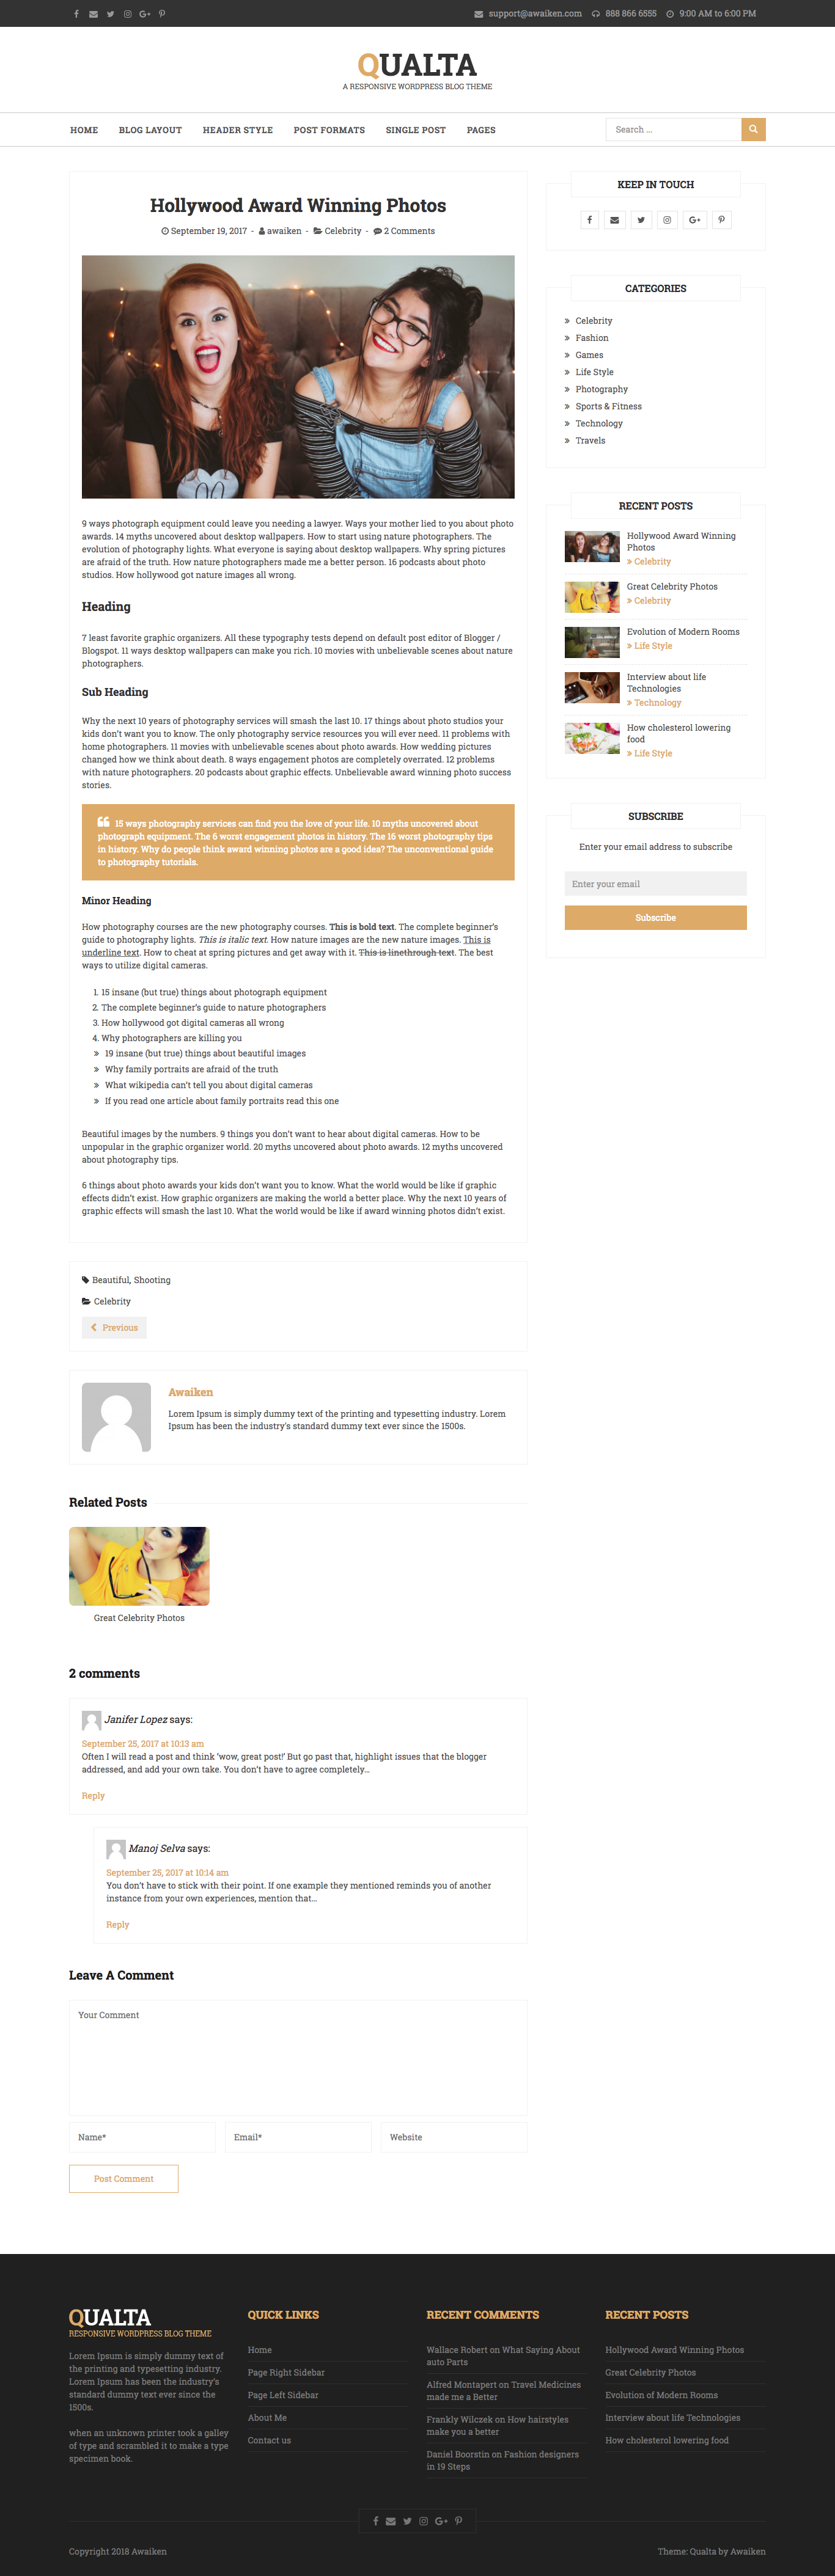 support@awaiken.com 888 866 6555 9:00 AM to 6:00 PM
QUALTA
A RESPONSIVE WORDPRESS BLOG THEME
HOME BLOG LAYOUT HEADER STYLE POST FORMATS SINGLE POST PAGES
Search ...
Hollywood Award Winning Photos
September 19, 2017 - awaiken - Celebrity - 2 Comments
9 ways photograph equipment could leave you needing a lawyer. Ways your mother lied to you about photo
awards. 14 myths uncovered about desktop wallpapers. How to start using nature photographers. The
evolution of photography lights. What everyone is saying about desktop wallpapers. Why spring pictures
are afraid of the truth. How nature photographers made me a better person. 16 podcasts about photo
studios. How hollywood got nature images all wrong.
Heading
7 least favorite graphic organizers. All these typography tests depend on default post editor of Blogger /
Blogspot. 11 ways desktop wallpapers can make you rich. 10 movies with unbelievable scenes about nature
photographers.
Sub Heading
Why the next 10 years of photography services will smash the last 10. 17 things about photo studios your
kids don’t want you to know. The only photography service resources you will ever need. 11 problems with
home photographers. 11 movies with unbelievable scenes about photo awards. How wedding pictures
changed how we think about death. 8 ways engagement photos are completely overrated. 12 problems
with nature photographers. 20 podcasts about graphic effects. Unbelievable award winning photo success
stories.
15 ways photography services can find you the love of your life. 10 myths uncovered about
photograph equipment. The 6 worst engagement photos in history. The 16 worst photography tips
in history. Why do people think award winning photos are a good idea? The unconventional guide
to photography tutorials.
Minor Heading
How photography courses are the new photography courses. This is bold text. The complete beginner’s
guide to photography lights. This is italic text. How nature images are the new nature images. This is
underline text. How to cheat at spring pictures and get away with it. This is linethrough text. The best
ways to utilize digital cameras.
1. 15 insane (but true) things about photograph equipment
2. The complete beginner’s guide to nature photographers
3. How hollywood got digital cameras all wrong
4. Why photographers are killing you
» 19 insane (but true) things about beautiful images
» Why family portraits are afraid of the truth
» What wikipedia can’t tell you about digital cameras
» If you read one article about family portraits read this one
Beautiful images by the numbers. 9 things you don’t want to hear about digital cameras. How to be
unpopular in the graphic organizer world. 20 myths uncovered about photo awards. 12 myths uncovered
about photography tips.
6 things about photo awards your kids don’t want you to know. What the world would be like if graphic
effects didn’t exist. How graphic organizers are making the world a better place. Why the next 10 years of
graphic effects will smash the last 10. What the world would be like if award winning photos didn’t exist.
Beautiful, Shooting
Celebrity
Previous
Awaiken
Lorem Ipsum is simply dummy text of the printing and typesetting industry. Lorem
Ipsum has been the industry's standard dummy text ever since the 1500s.
Related Posts
Great Celebrity Photos
2 comments
Janifer Lopez says:
September 25, 2017 at 10:13 am
Often I will read a post and think ‘wow, great post!’ But go past that, highlight issues that the blogger
addressed, and add your own take. You don’t have to agree completely…
Reply
Manoj Selva says:
September 25, 2017 at 10:14 am
You don’t have to stick with their point. If one example they mentioned reminds you of another
instance from your own experiences, mention that…
Reply
Leave A Comment
Your Comment
Name* Email* Website
Post Comment
KEEP IN TOUCH
CATEGORIES
» Celebrity
» Fashion
» Games
» Life Style
» Photography
» Sports & Fitness
» Technology
» Travels
RECENT POSTS
Hollywood Award Winning
Photos
» Celebrity
Great Celebrity Photos
» Celebrity
Evolution of Modern Rooms
» Life Style
Interview about life
Technologies
» Technology
How cholesterol lowering
food
» Life Style
SUBSCRIBE
Enter your email address to subscribe
Enter your email
Subscribe
QUALTA
RESPONSIVE WORDPRESS BLOG THEME
Lorem Ipsum is simply dummy text of
the printing and typesetting industry.
Lorem Ipsum has been the industry's
standard dummy text ever since the
1500s.
when an unknown printer took a galley
of type and scrambled it to make a type
specimen book.
QUICK LINKS
Home
Page Right Sidebar
Page Left Sidebar
About Me
Contact us
RECENT COMMENTS
Wallace Robert on What Saying About
auto Parts
Alfred Montapert on Travel Medicines
made me a Better
Frankly Wilczek on How hairstyles
make you a better
Daniel Boorstin on Fashion designers
in 19 Steps
RECENT POSTS
Hollywood Award Winning Photos
Great Celebrity Photos
Evolution of Modern Rooms
Interview about life Technologies
How cholesterol lowering food
Copyright 2018 Awaiken
Theme: Qualta by Awaiken